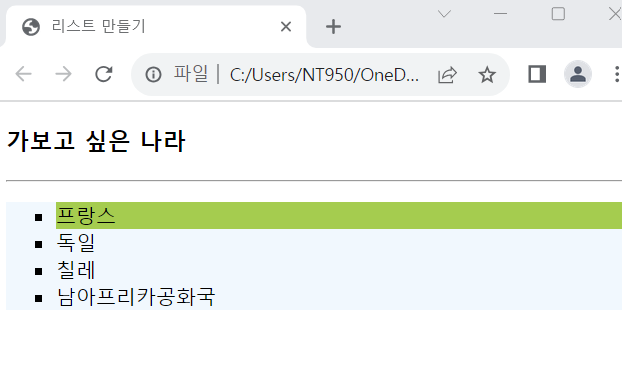 리스트 만들기
파일 | C:/Users/NT950/OneD...
가보고 싶은 나라
프랑스
독일
칠레
남아프리카공화국